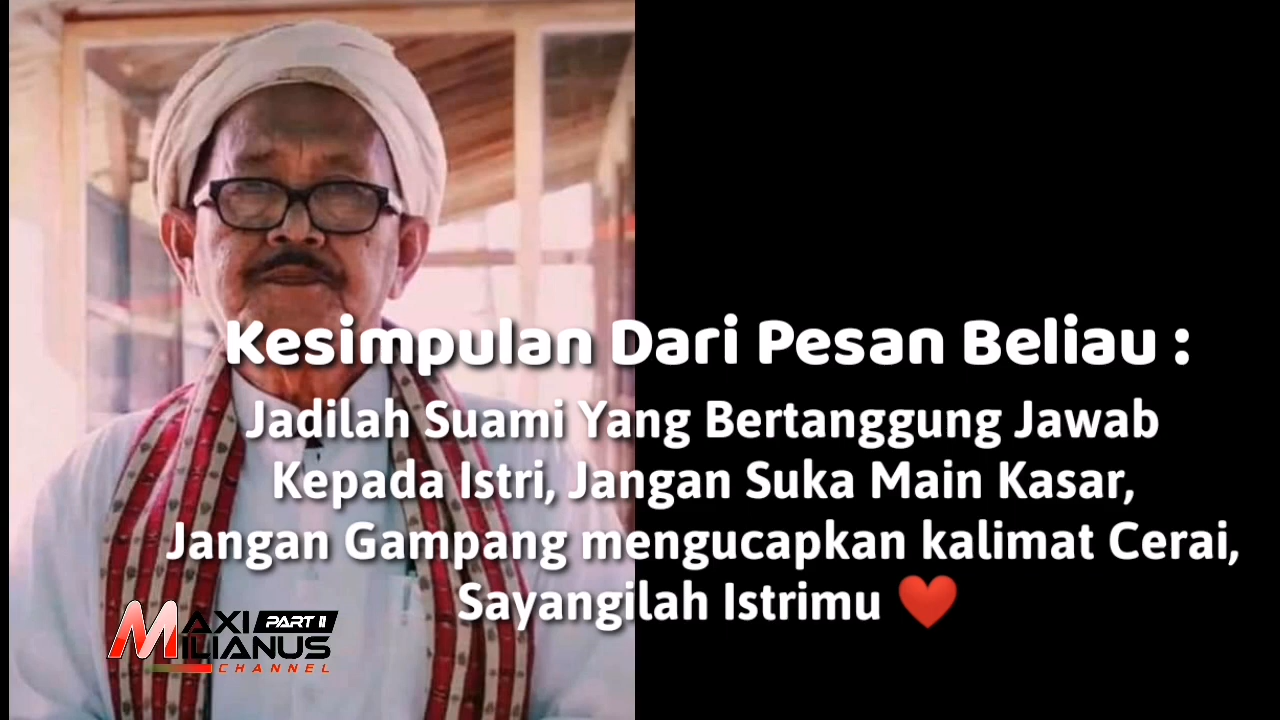 Kesimpulan Dari Pesan Beliau :
Jadilah Suami Yang Bertanggung Jawab
Kepada Istri, Jangan Suka Main Kasar,
Jangan Gampang mengucapkan kalimat Cerai,
Sayangilah Istrimu ❤️
MAXI PART II
MILIANUS
CHANNEL